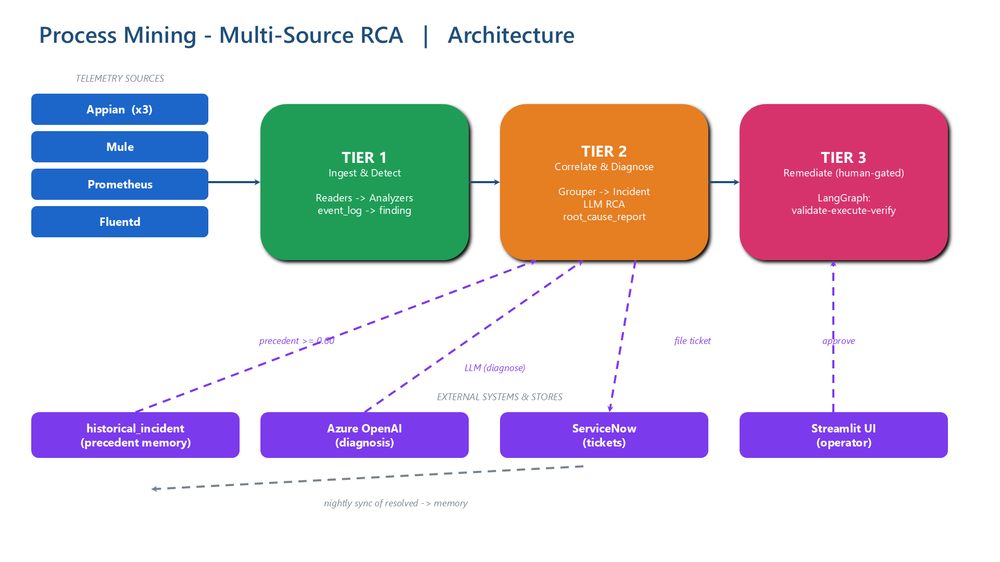 Process Mining - Multi-Source RCA | Architecture
TELEMETRY SOURCES
Appian (x3)
Mule
Prometheus
Fluentd
TIER 1
Ingest & Detect
Readers -> Analyzers
event_log -> finding
TIER 2
Correlate & Diagnose
Grouper -> Incident
LLM RCA
root_cause_report
TIER 3
Remediate (human-gated)
LangGraph:
validate-execute-verify
precedent >= 0.60
LLM (diagnose)
file ticket
approve
EXTERNAL SYSTEMS & STORES
historical_incident
(precedent memory)
Azure OpenAI
(diagnosis)
ServiceNow
(tickets)
Streamlit UI
(operator)
nightly sync of resolved -> memory